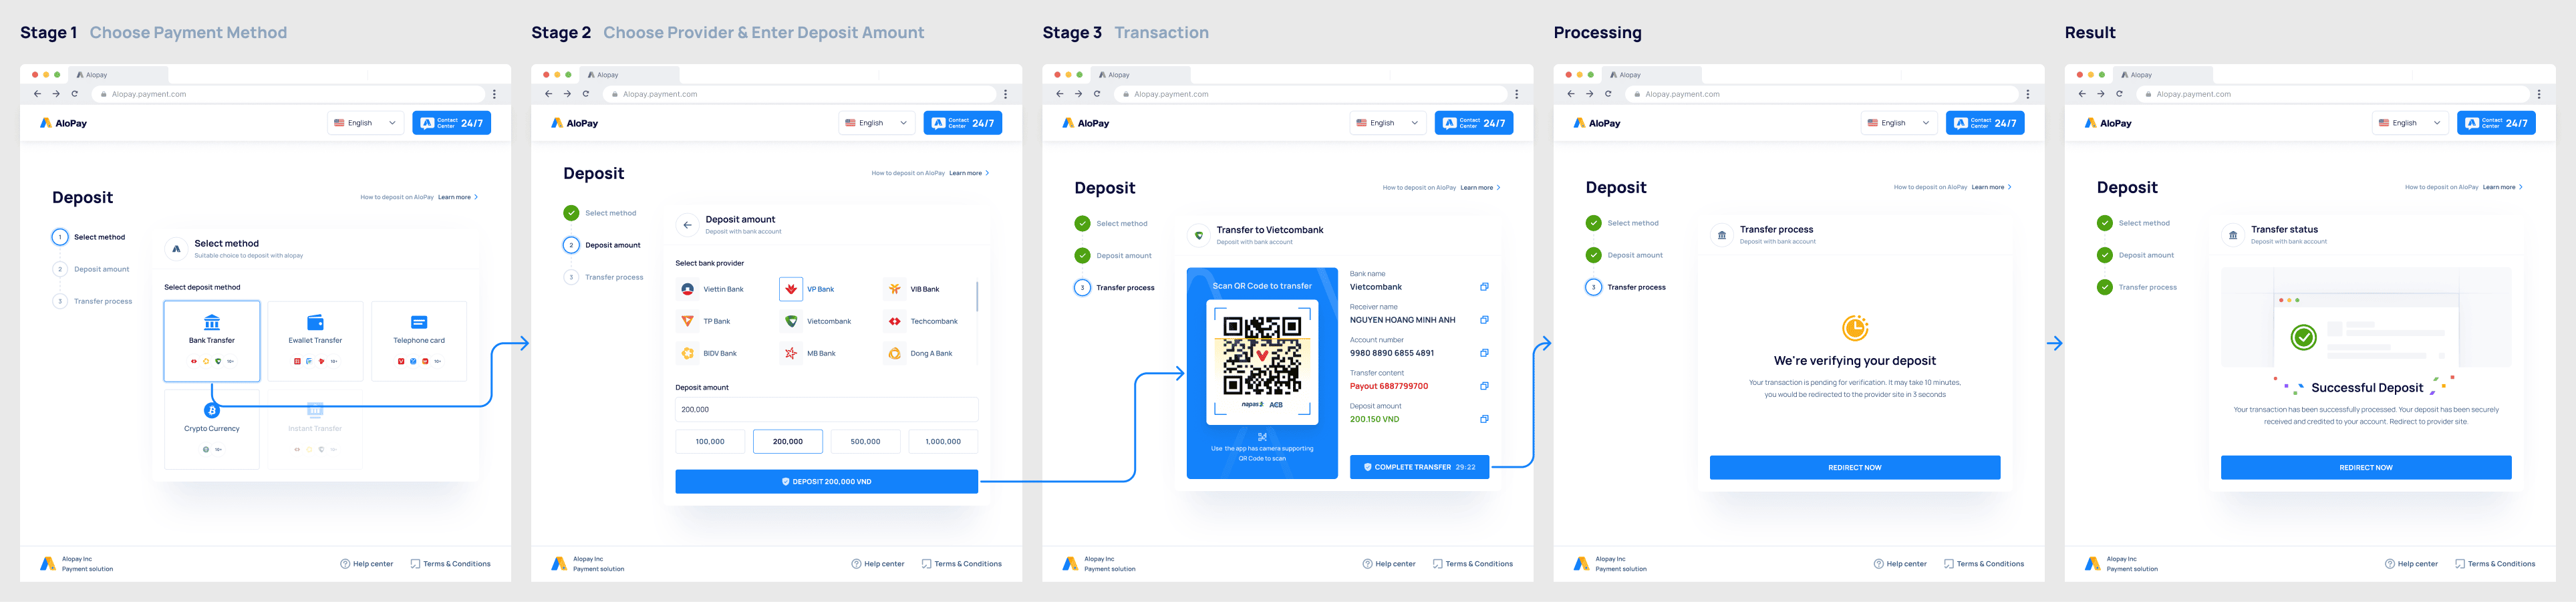 Stage 1 Choose Payment Method
Alopay
Alopay.payment.com
AloPay
English
Contact Center 24/7
Deposit
How to deposit on AloPay Learn more
1 Select method
2 Deposit amount
3 Transfer process
Select method
Suitable choice to deposit with alopay
Select deposit method
Bank Transfer
10+
Ewallet Transfer
10+
Telephone card
10+
Crypto Currency
10+
Instant Transfer
10+
Alopay Inc
Payment solution
Help center
Terms & Conditions
Stage 2 Choose Provider & Enter Deposit Amount
Alopay
Alopay.payment.com
AloPay
English
Contact Center 24/7
Deposit
How to deposit on AloPay Learn more
Select method
2 Deposit amount
3 Transfer process
Deposit amount
Deposit with bank account
Select bank provider
Viettin Bank
VP Bank
VIB Bank
TP Bank
Vietcombank
Techcombank
BIDV Bank
MB Bank
Dong A Bank
Deposit amount
200,000
100,000
200,000
500,000
1,000,000
DEPOSIT 200,000 VND
Alopay Inc
Payment solution
Help center
Terms & Conditions
Stage 3 Transaction
Alopay
Alopay.payment.com
AloPay
English
Contact Center 24/7
Deposit
How to deposit on AloPay Learn more
Select method
Deposit amount
3 Transfer process
Transfer to Vietcombank
Deposit with bank account
Scan QR Code to transfer
napas ACB
Use the app has camera supporting
QR Code to scan
Bank name
Vietcombank
Receiver name
NGUYEN HOANG MINH ANH
Account number
9980 8890 6855 4891
Transfer content
Payout 6887799700
Deposit amount
200.150 VND
COMPLETE TRANSFER 29:22
Alopay Inc
Payment solution
Help center
Terms & Conditions
Processing
Alopay
Alopay.payment.com
AloPay
English
Contact Center 24/7
Deposit
How to deposit on AloPay Learn more
Select method
Deposit amount
3 Transfer process
Transfer process
Deposit with bank account
We're verifying your deposit
Your transaction is pending for verification. It may take 10 minutes,
you would be redirected to the provider site in 3 seconds
REDIRECT NOW
Alopay Inc
Payment solution
Help center
Terms & Conditions
Result
Alopay
Alopay.payment.com
AloPay
English
Contact Center 24/7
Deposit
How to deposit on AloPay Learn more
Select method
Deposit amount
Transfer process
Transfer status
Deposit with bank account
Successful Deposit
Your transaction has been successfully processed. Your deposit has been securely
received and credited to your account. Redirect to provider site.
REDIRECT NOW
Alopay Inc
Payment solution
Help center
Terms & Conditions